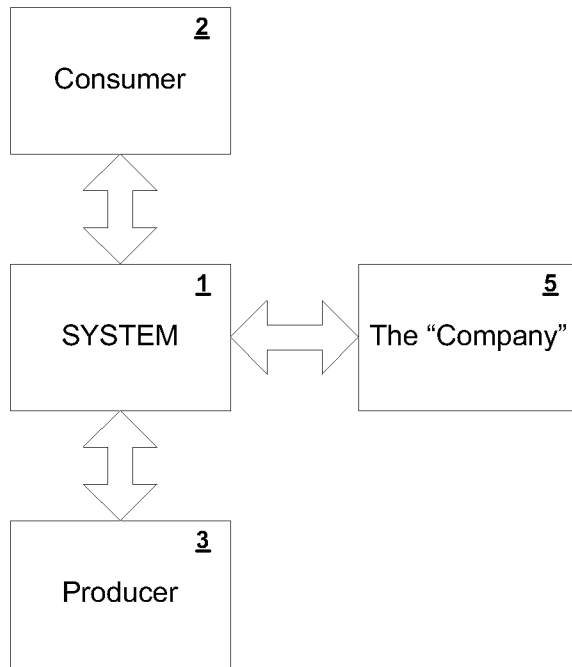 2
Consumer
1
SYSTEM
5
The “Company”
3
Producer